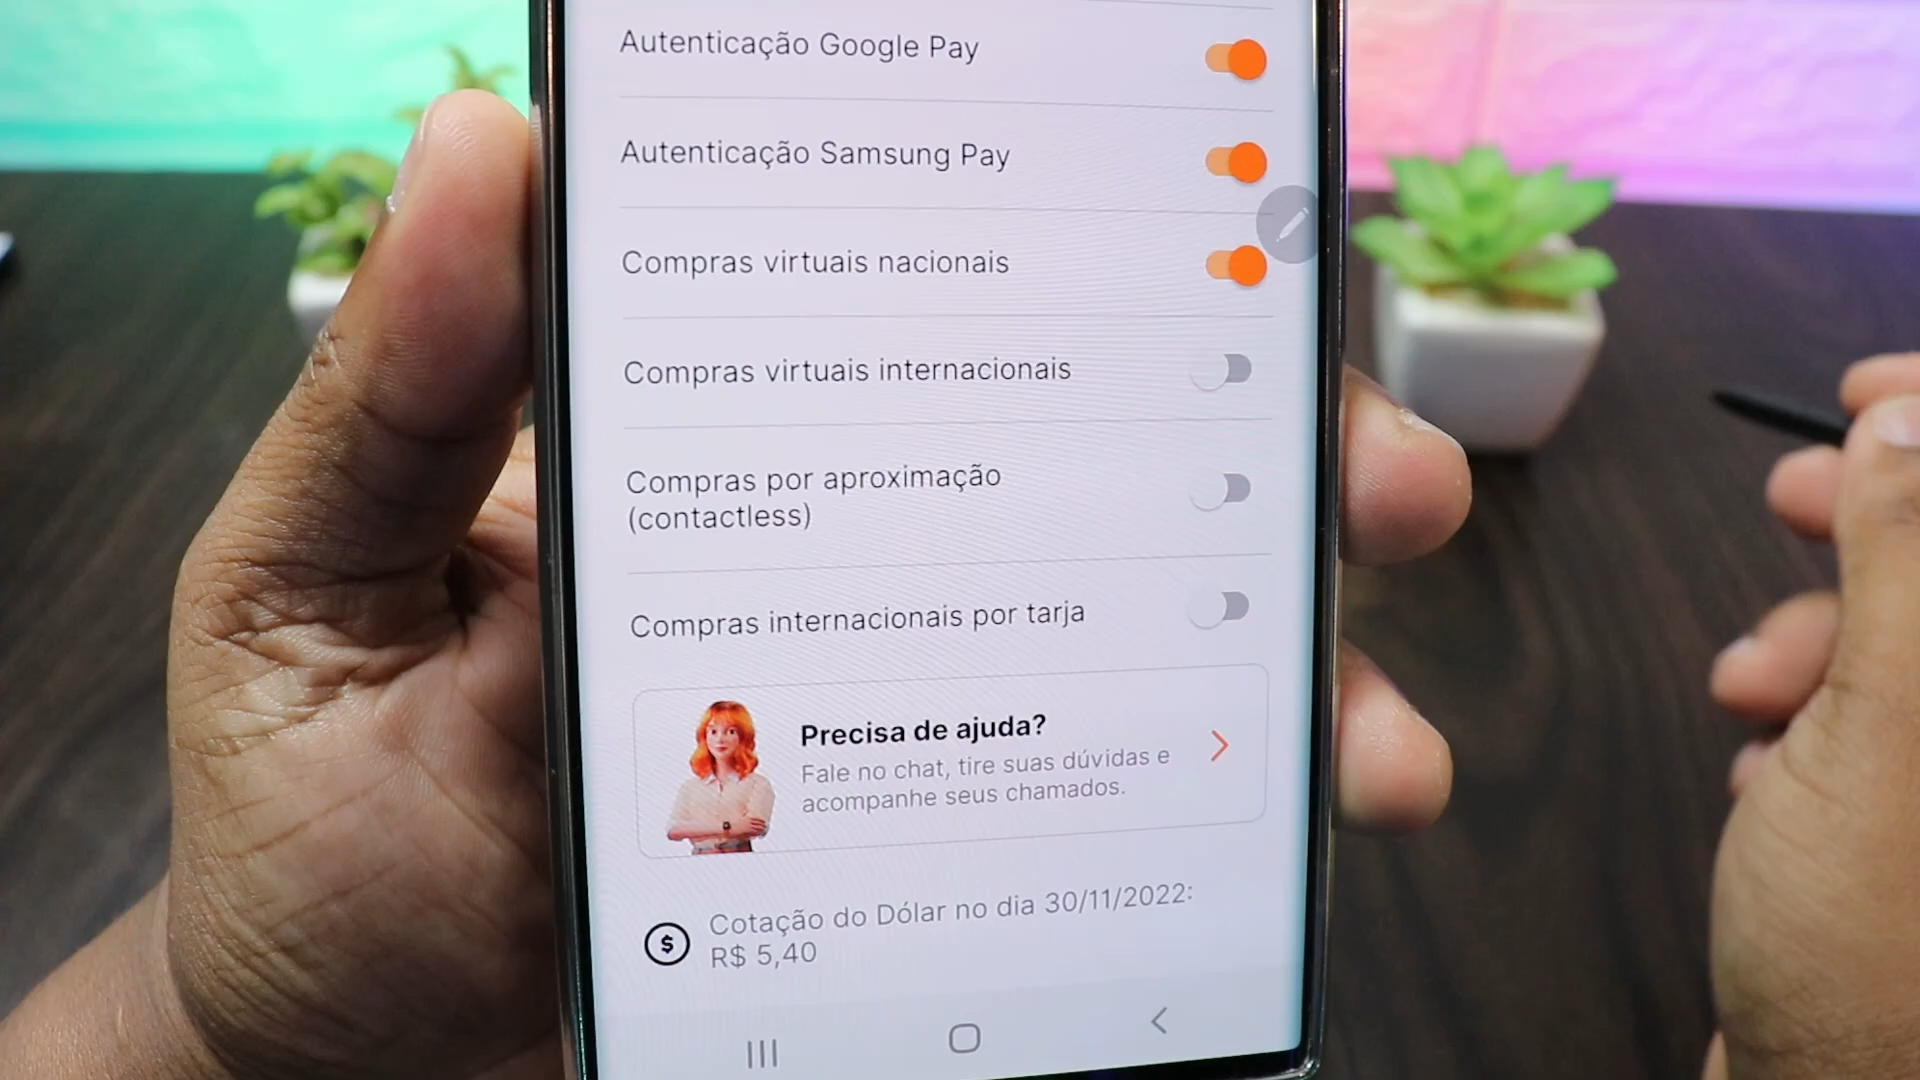 Autenticação Google Pay
Autenticação Samsung Pay
Compras virtuais nacionais
Compras virtuais internacionais
Compras por aproximação
(contactless)
Compras internacionais por tarja
Precisa de ajuda?
Fale no chat, tire suas dúvidas e
acompanhe seus chamados.
Cotação do Dólar no dia 30/11/2022:
R$ 5,40